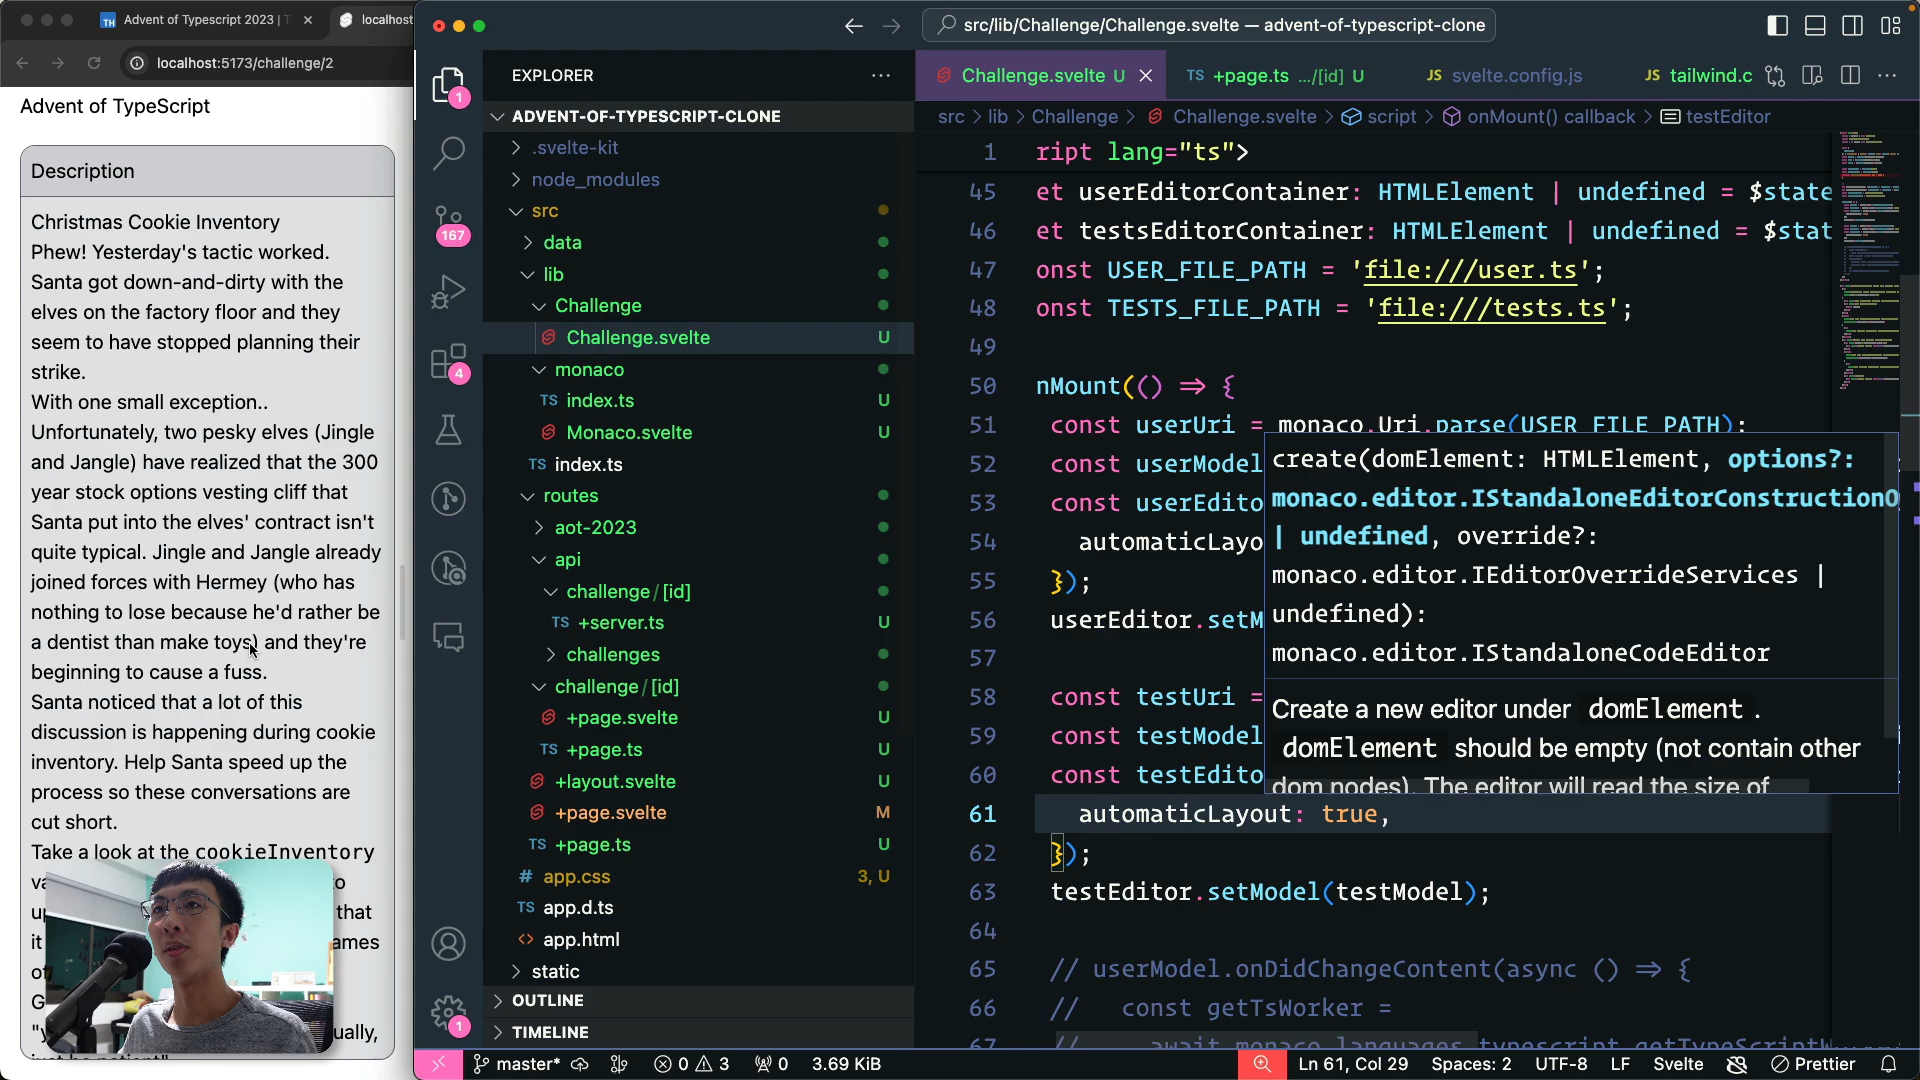 Advent of Typescript 2023 | T
localhost
localhost:5173/challenge/2
Advent of TypeScript
Description
Christmas Cookie Inventory
Phew! Yesterday's tactic worked.
Santa got down-and-dirty with the
elves on the factory floor and they
seem to have stopped planning their
strike.
With one small exception..
Unfortunately, two pesky elves (Jingle
and Jangle) have realized that the 300
year stock options vesting cliff that
Santa put into the elves' contract isn't
quite typical. Jingle and Jangle already
joined forces with Hermey (who has
nothing to lose because he'd rather be
a dentist than make toys) and they're
beginning to cause a fuss.
Santa noticed that a lot of this
discussion is happening during cookie
inventory. Help Santa speed up the
process so these conversations are
cut short.
Take a look at the cookieInventory
that
it
src/lib/Challenge/Challenge.svelte — advent-of-typescript-clone
1
167
4
1
EXPLORER
ADVENT-OF-TYPESCRIPT-CLONE
.svelte-kit
node_modules
src
data
lib
Challenge
Challenge.svelte U
monaco
TS index.ts U
Monaco.svelte U
TS index.ts
routes
aot-2023
api
challenge/[id]
TS +server.ts U
challenges
challenge/[id]
+page.svelte U
TS +page.ts U
+layout.svelte U
+page.svelte M
TS +page.ts U
# app.css 3, U
TS app.d.ts
<> app.html
static
OUTLINE
TIMELINE
Challenge.svelte U
TS +page.ts .../[id] U
JS svelte.config.js
JS tailwind.c
src > lib > Challenge > Challenge.svelte > script > onMount() callback > testEditor
1 ript lang="ts">
45 et userEditorContainer: HTMLElement | undefined = $state
46 et testsEditorContainer: HTMLElement | undefined = $stat
47 onst USER_FILE_PATH = 'file:///user.ts';
48 onst TESTS_FILE_PATH = 'file:///tests.ts';
49
50 nMount(() => {
51 const userUri = monaco.Uri.parse(USER_FILE_PATH);
52 const userModel
53 const userEdito
54 automaticLayo
55 });
56 userEditor.setM
57
58 const testUri =
59 const testModel
60 const testEdito
61 automaticLayout: true,
62 });
63 testEditor.setModel(testModel);
64
65 // userModel.onDidChangeContent(async () => {
66 // const getTsWorker =
67 // await monaco.languages.typescript.getTypeScriptW
create(domElement: HTMLElement, options?:
monaco.editor.IStandaloneEditorConstructionO
| undefined, override?:
monaco.editor.IEditorOverrideServices |
undefined):
monaco.editor.IStandaloneCodeEditor
Create a new editor under domElement .
domElement should be empty (not contain other
dom nodes). The editor will read the size of
master* 0 3 0 3.69 KiB
Ln 61, Col 29 Spaces: 2 UTF-8 LF Svelte Prettier